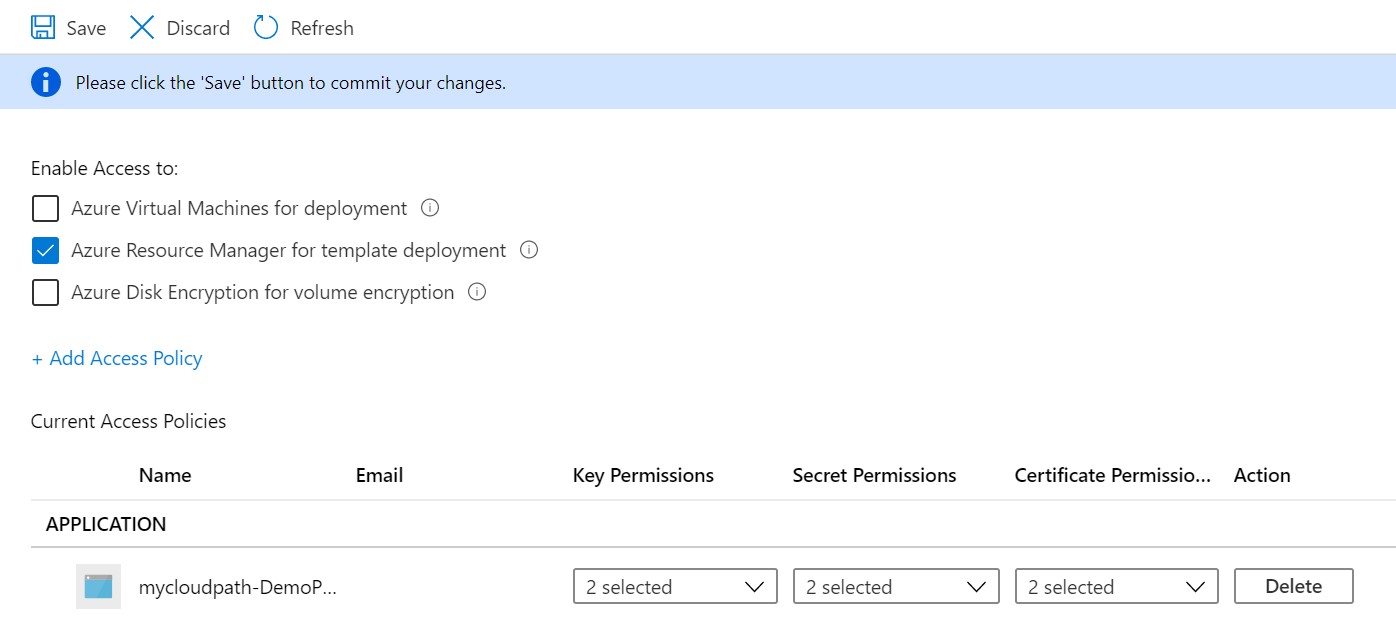 Save Discard Refresh
Please click the 'Save' button to commit your changes.
Enable Access to:
Azure Virtual Machines for deployment
Azure Resource Manager for template deployment
Azure Disk Encryption for volume encryption
+ Add Access Policy
Current Access Policies
Name Email Key Permissions Secret Permissions Certificate Permissio... Action
APPLICATION
mycloudpath-DemoP... 2 selected 2 selected 2 selected Delete